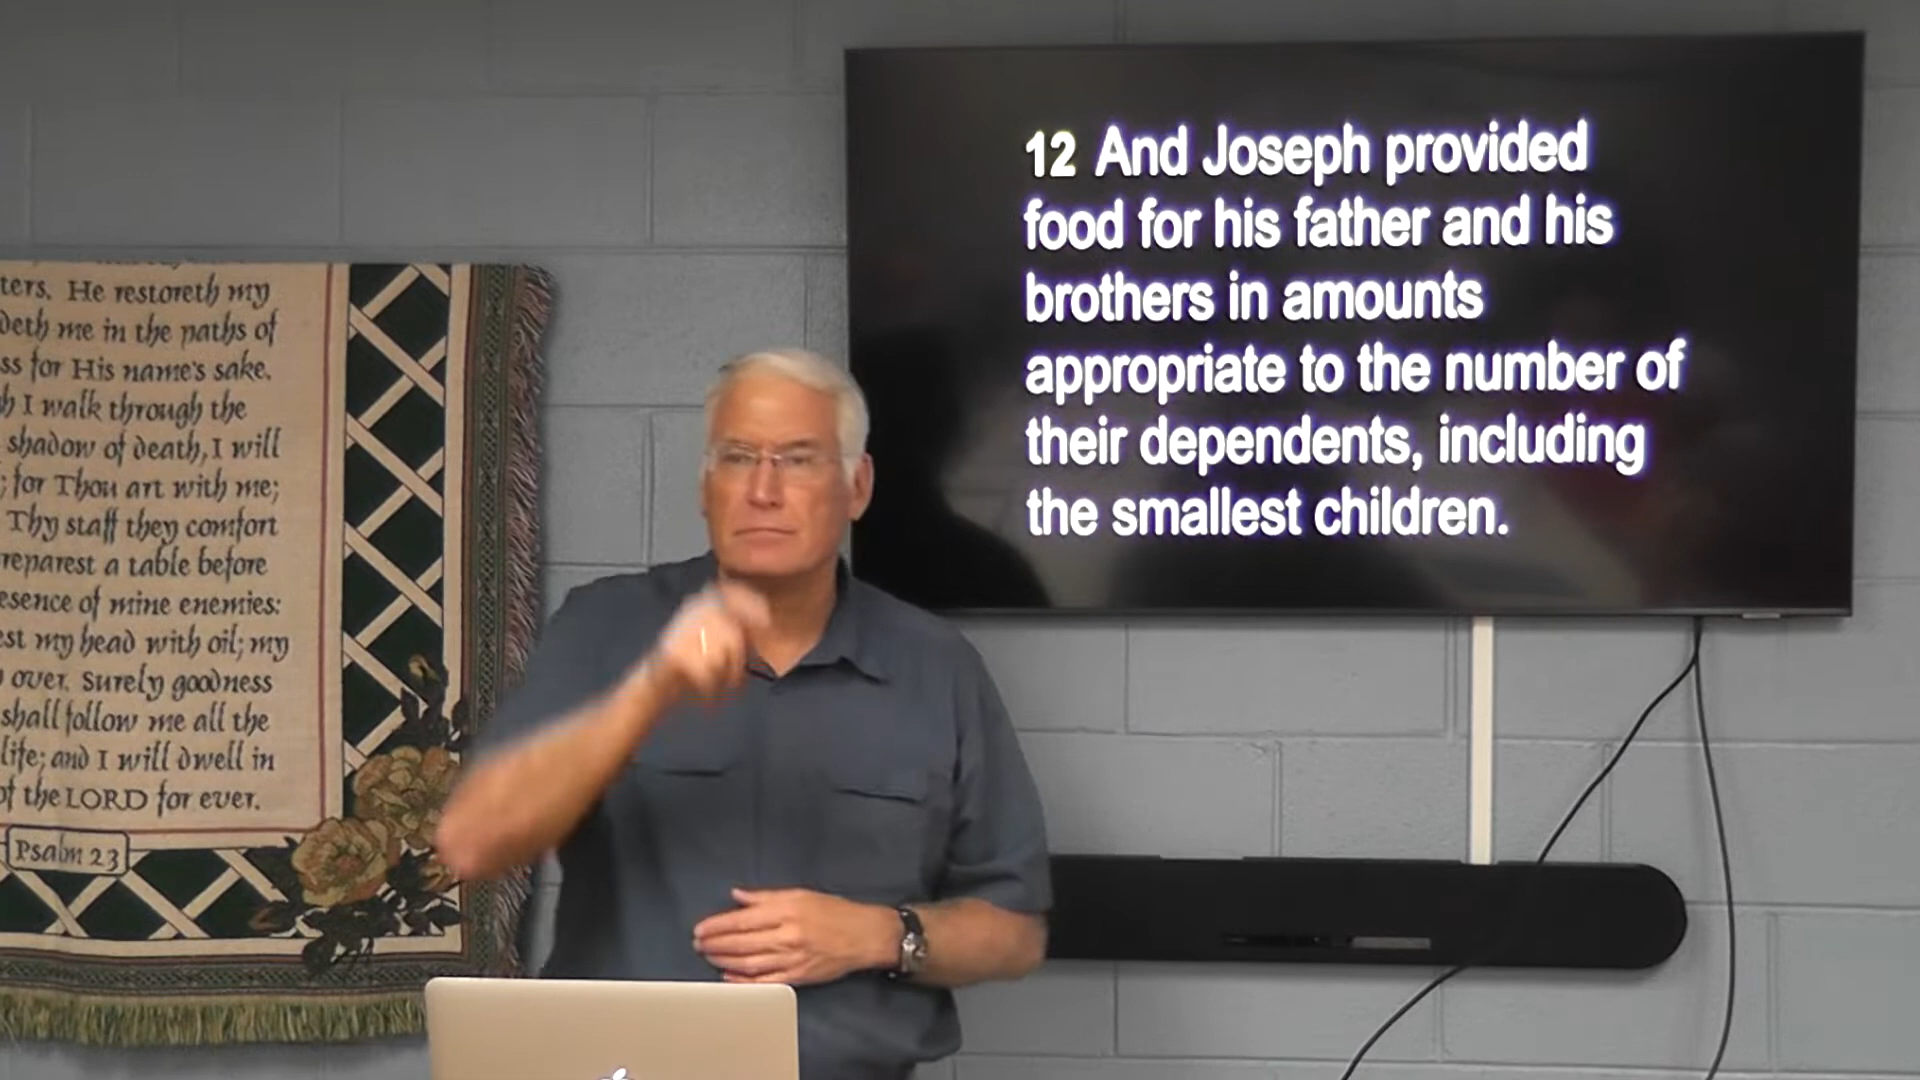 ters. He restoreth my
deth me in the paths of
ss for His name's sake.
I walk through the
shadow of death, I will
; for Thou art with me;
Thy staff they comfort
reparest a table before
esence of mine enemies:
est my head with oil; my
over. Surely goodness
shall follow me all the
life; and I will dwell in
of the LORD for ever.
Psalm 23
12 And Joseph provided
food for his father and his
brothers in amounts
appropriate to the number of
their dependents, including
the smallest children.